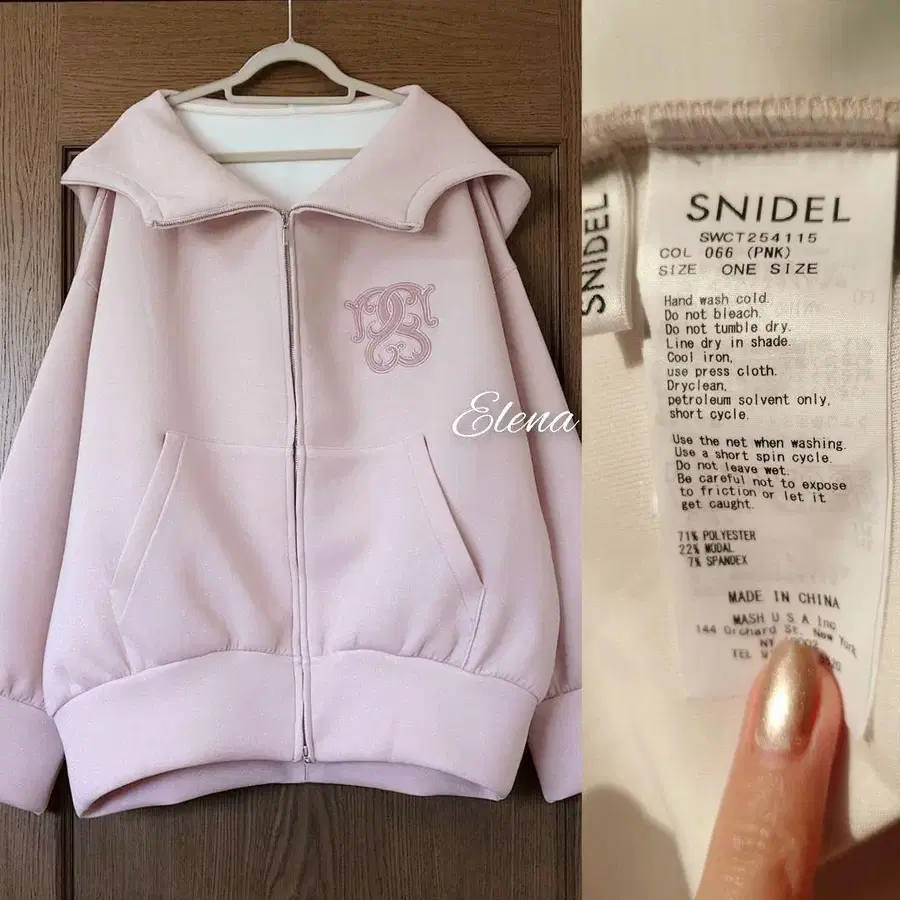 Elena
SNIDEL
SNIDEL
SWCT254115
COL 066 (PNK)
SIZE ONE SIZE
Hand wash cold.
Do not bleach.
Do not tumble dry.
Line dry in shade.
Cool iron,
use press cloth.
Dryclean,
petroleum solvent only,
short cycle.
Use the net when washing.
Use a short spin cycle.
Do not leave wet.
Be careful not to expose
to friction or let it
get caught.
71% POLYESTER
22% MODAL
7% SPANDEX
MADE IN CHINA
MASH U S A Inc
144 Orchard St. New York
NY
TEL